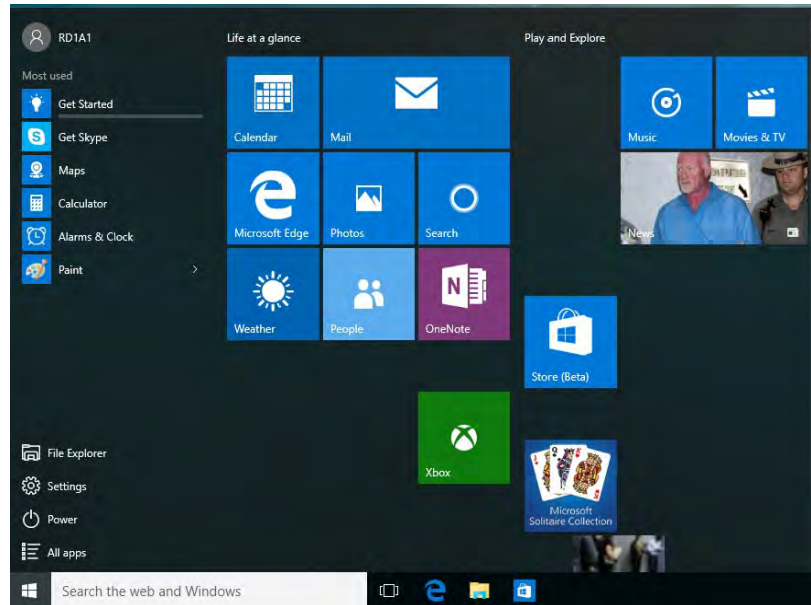 RD1A1
Most used
Get Started
Get Skype
Maps
Calculator
Alarms & Clock
Paint
File Explorer
Settings
Power
All apps
Life at a glance
Calendar
Mail
Microsoft Edge
Photos
Search
Weather
People
OneNote
Xbox
Play and Explore
Music
Movies & TV
News
Store (Beta)
Microsoft
Solitaire Collection
Search the web and Windows